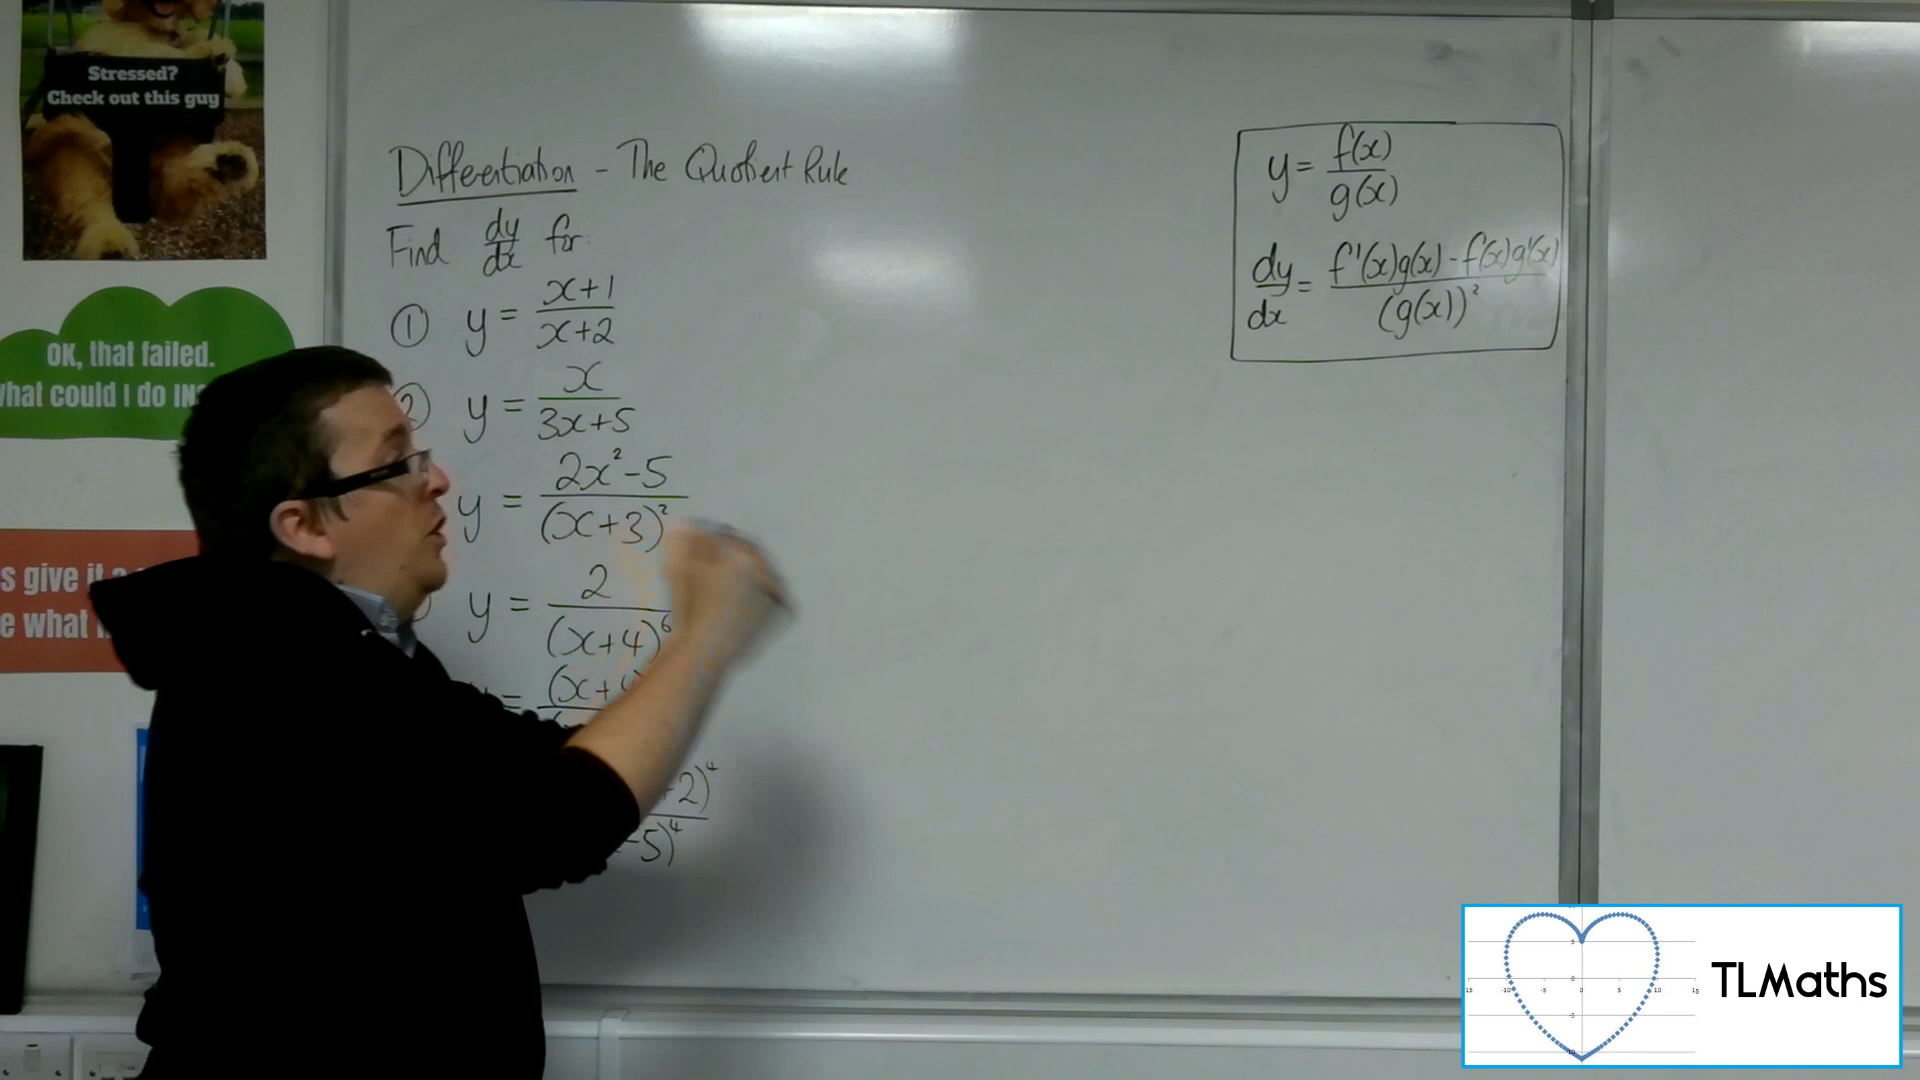 Stressed?
Check out this guy
OK, that failed.
What could I do
s give it a
e what
Differentiation - The Quotient Rule
Find dy/dx for:
① y = x+1/x+2
② y = x/3x+5
y = 2x²-5/(x+3)²
y = 2/(x+4)⁶
= (x+4)
+2)⁴
-5)⁴
y = f(x)/g(x)
dy/dx = f'(x)g(x) - f(x)g'(x)/(g(x))²
TLMaths